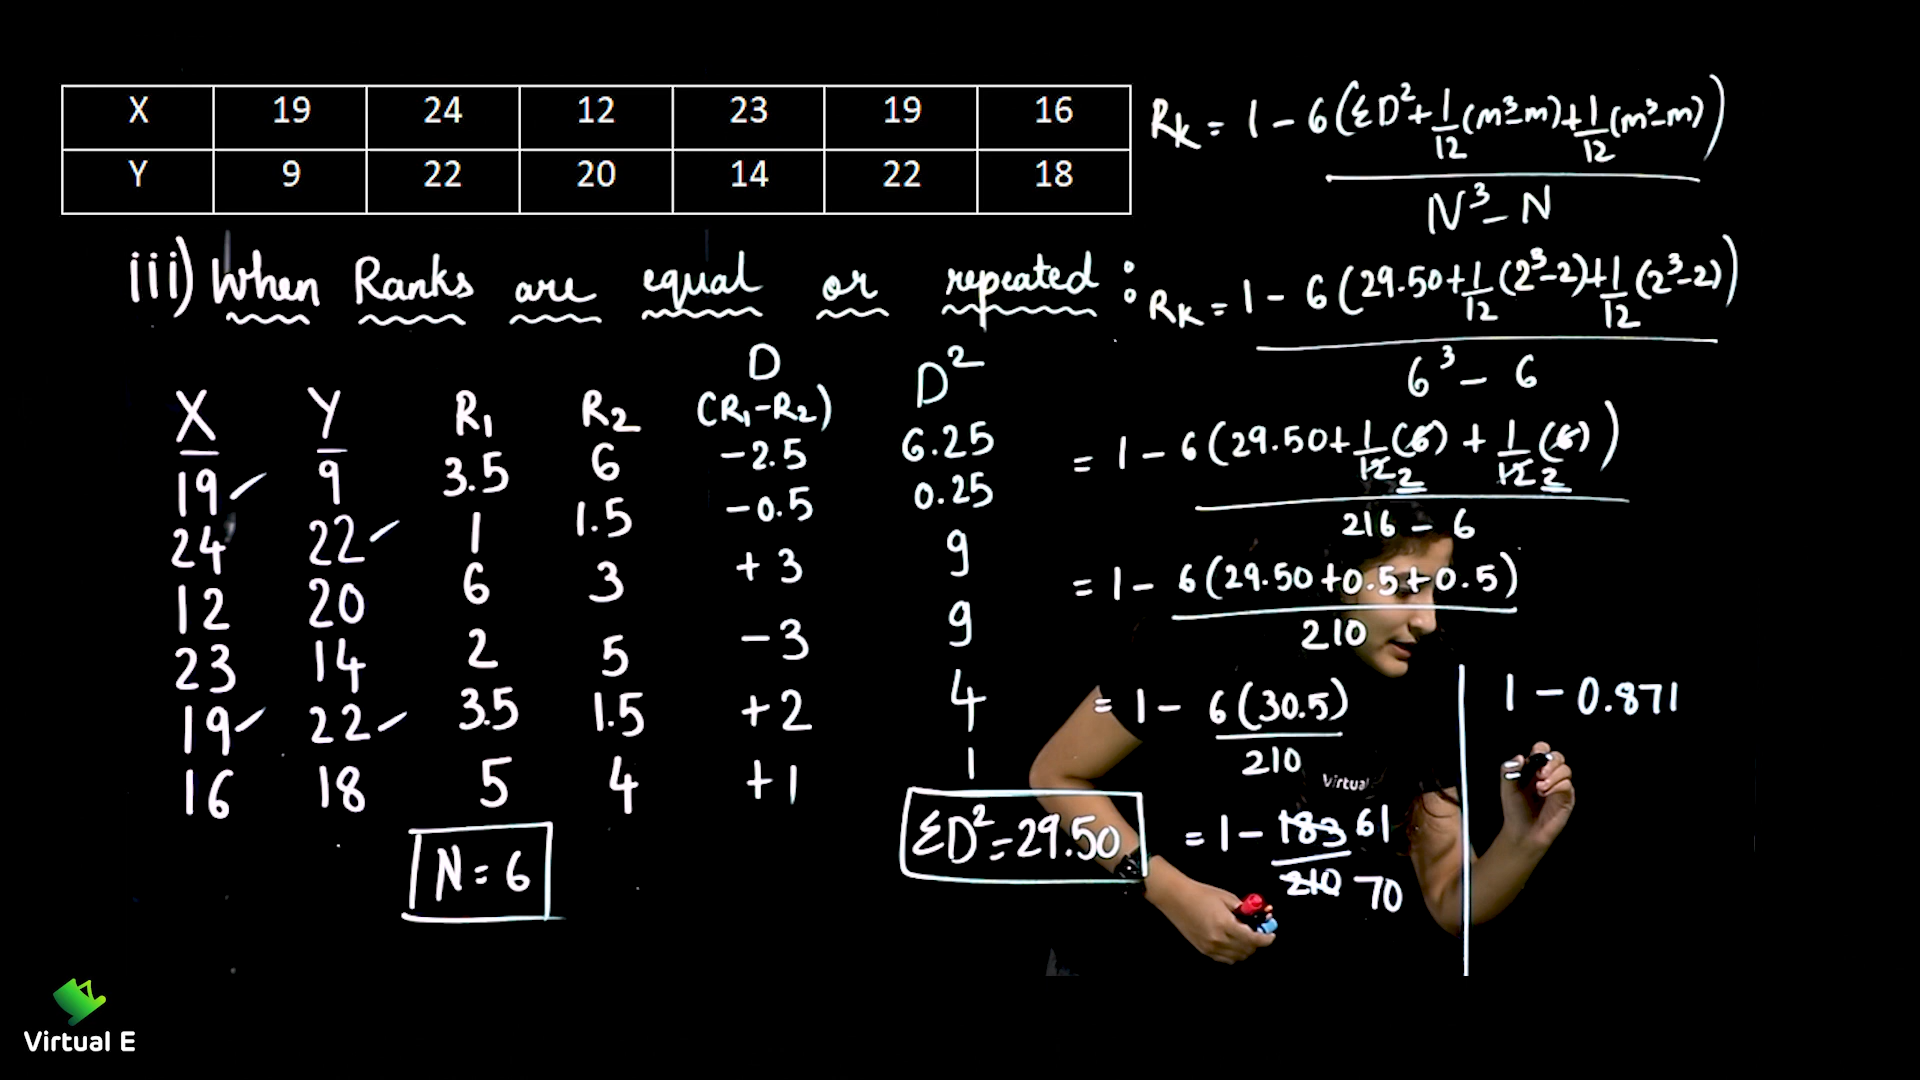 X 19 24 12 23 19 16
Y 9 22 20 14 22 18
iii) When Ranks are equal or repeated :
X Y R₁ R₂ D (R₁-R₂) D²
19 ✓ 9 3.5 6 -2.5 6.25
24 22 ✓ 1 1.5 -0.5 0.25
12 20 6 3 +3 9
23 14 2 5 -3 9
19 ✓ 22 ✓ 3.5 1.5 +2 4
16 18 5 4 +1 1
N = 6
ΣD² = 29.50
Rk = 1 - 6(ΣD² + 1/12 (m³-m) + 1/12 (m³-m))
N³ - N
Rk = 1 - 6(29.50 + 1/12 (2³-2) + 1/12 (2³-2))
6³ - 6
= 1 - 6(29.50 + 1/12 2 (6) + 1/12 2 (6))
216 - 6
= 1 - 6(29.50 + 0.5 + 0.5)
210
= 1 - 6(30.5)
210
= 1 - 183 61
210 70
1 - 0.871
=
Virtual
Virtual E